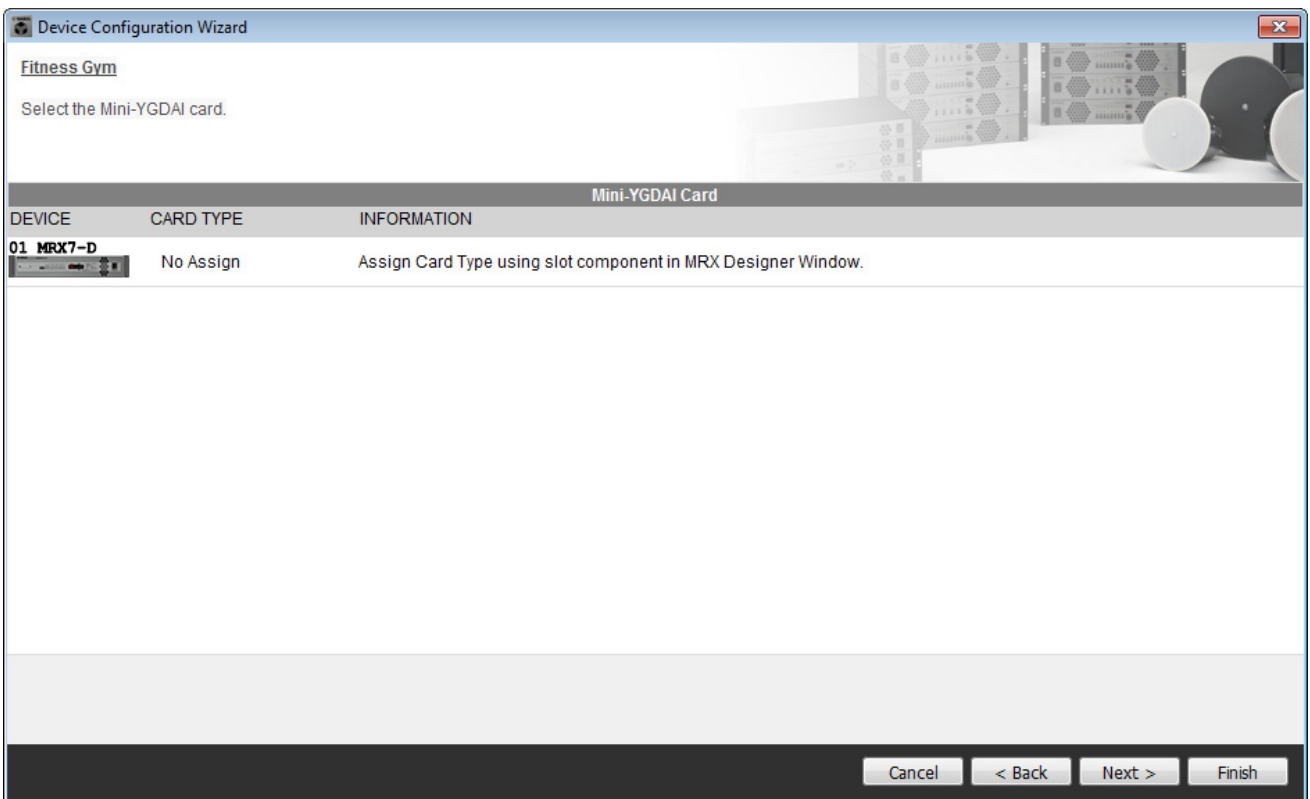 Device Configuration Wizard
Fitness Gym
Select the Mini-YGDAI card.
Mini-YGDAI Card
DEVICE CARD TYPE INFORMATION
01 MRX7-D
No Assign Assign Card Type using slot component in MRX Designer Window.
Cancel < Back Next > Finish